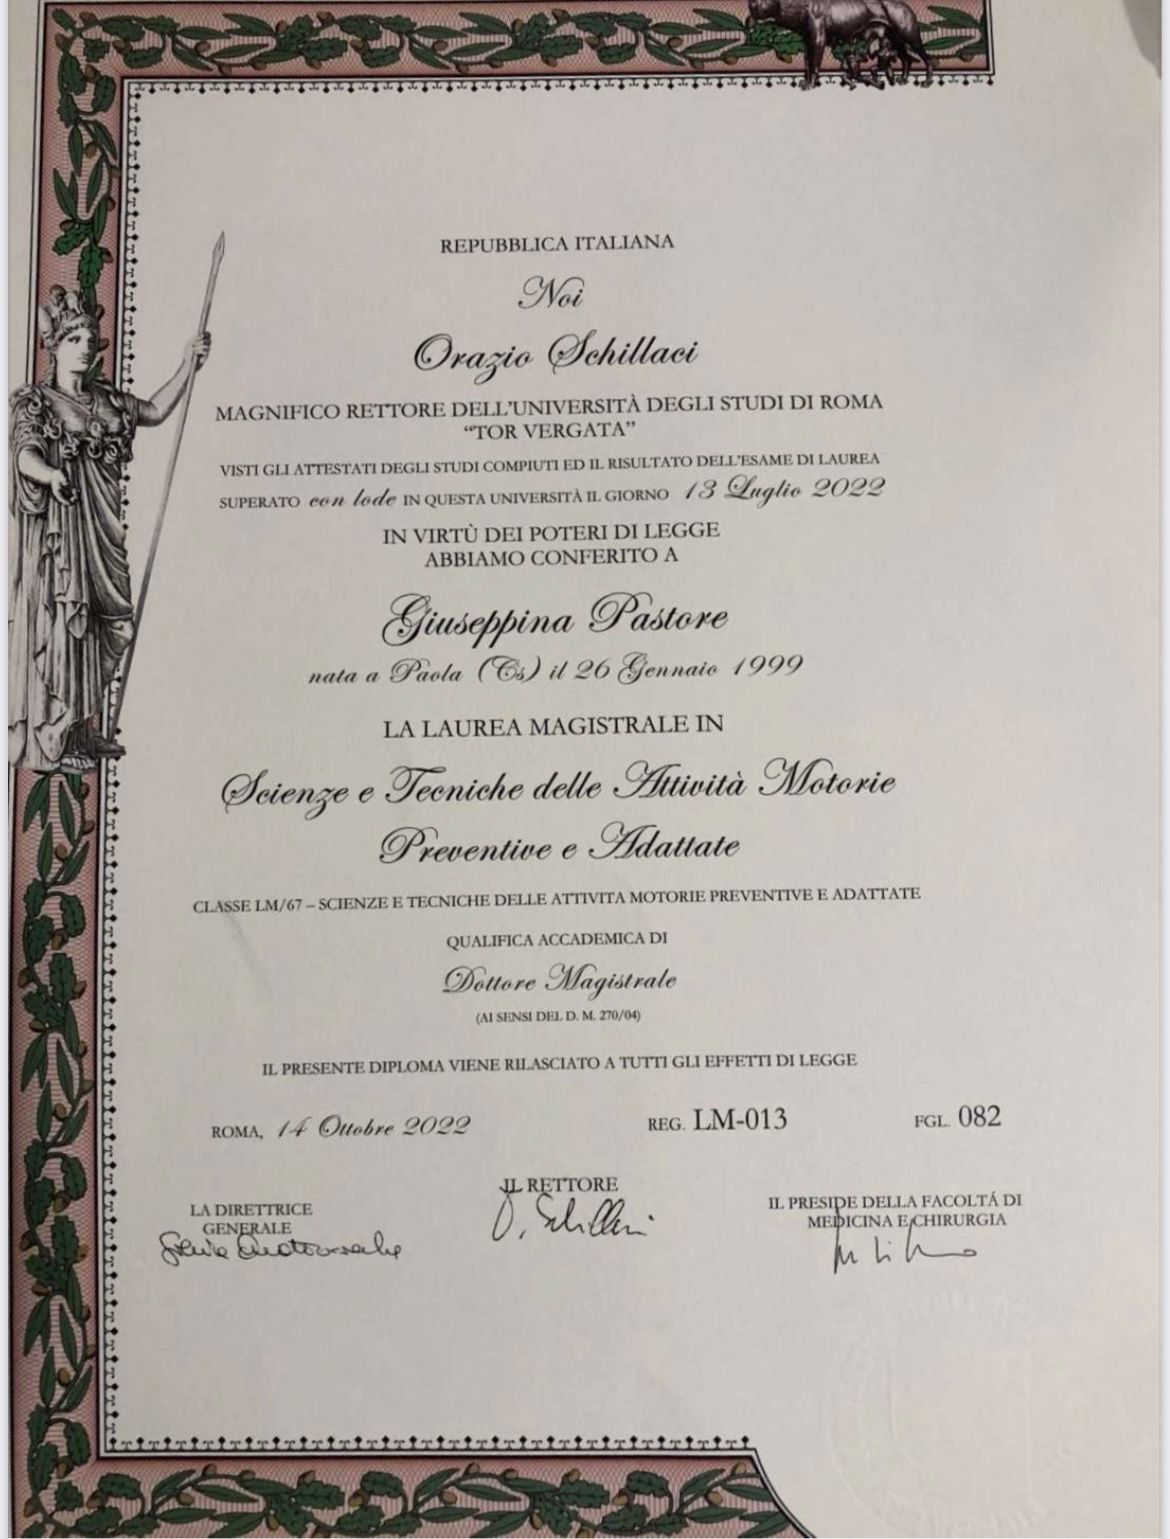 REPUBBLICA ITALIANA
Noi
Orazio Schillaci
MAGNIFICO RETTORE DELL'UNIVERSITÀ DEGLI STUDI DI ROMA
“TOR VERGATA”
VISTI GLI ATTESTATI DEGLI STUDI COMPIUTI ED IL RISULTATO DELL'ESAME DI LAUREA
SUPERATO con lode IN QUESTA UNIVERSITÀ IL GIORNO 13 Luglio 2022
IN VIRTÙ DEI POTERI DI LEGGE
ABBIAMO CONFERITO A
Giuseppina Pastore
nata a Paola (Cs) il 26 Gennaio 1999
LA LAUREA MAGISTRALE IN
Scienze e Tecniche delle Attività Motorie
Preventive e Adattate
CLASSE LM/67 – SCIENZE E TECNICHE DELLE ATTIVITA MOTORIE PREVENTIVE E ADATTATE
QUALIFICA ACCADEMICA DI
Dottore Magistrale
(AI SENSI DEL D. M. 270/04)
IL PRESENTE DIPLOMA VIENE RILASCIATO A TUTTI GLI EFFETTI DI LEGGE
ROMA, 14 Ottobre 2022 REG. LM-013 FGL. 082
LA DIRETTRICE
GENERALE
IL RETTORE
O. Schillaci
IL PRESIDE DELLA FACOLTÁ DI
MEDICINA E CHIRURGIA